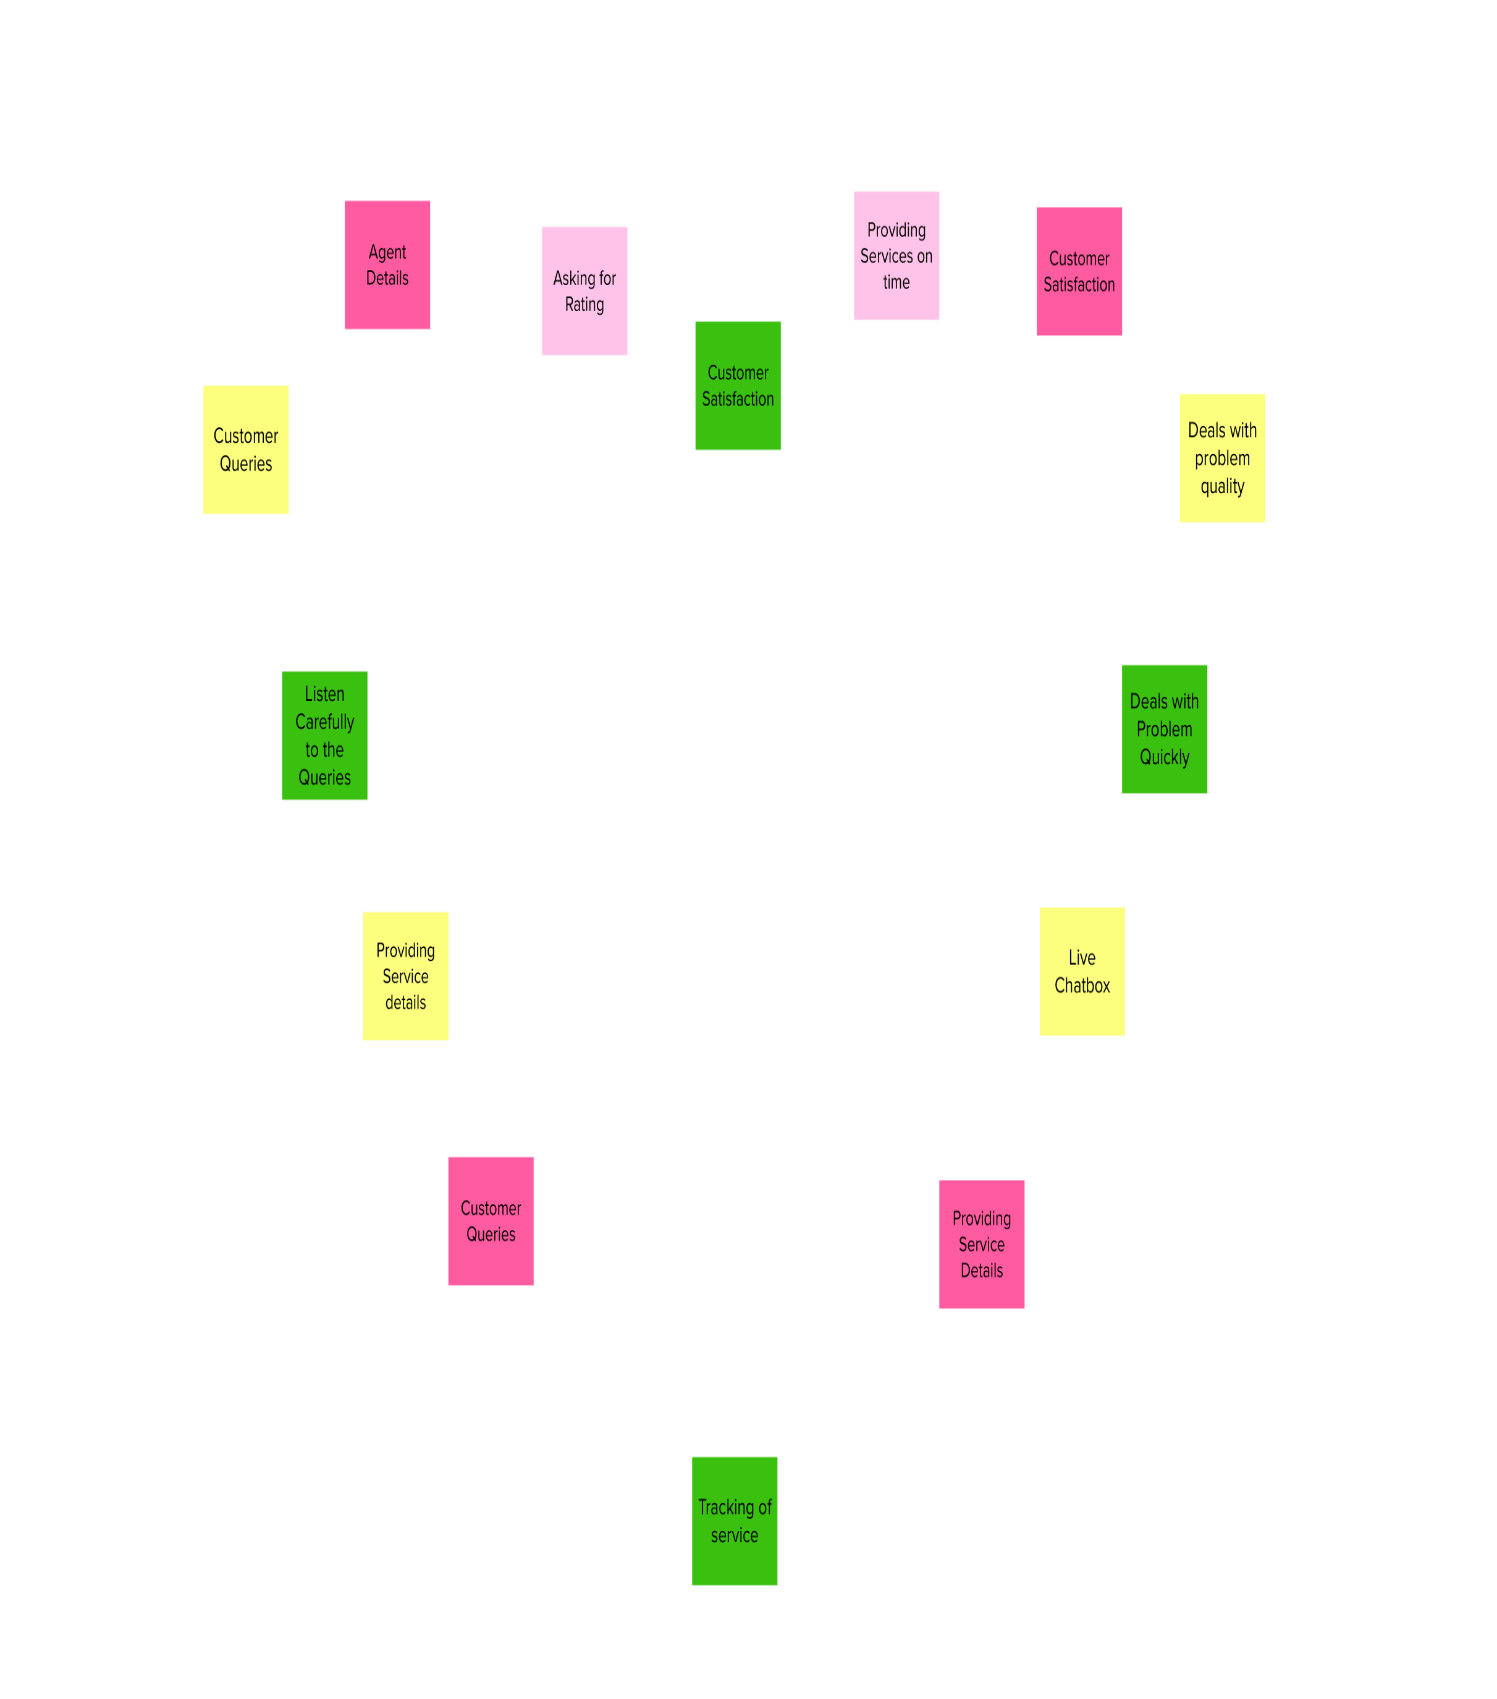 Agent
Details
Asking for
Rating
Providing
Services on
time
Customer
Satisfaction
Customer
Satisfaction
Customer
Queries
Deals with
problem
quality
Listen
Carefully
to the
Queries
Deals with
Problem
Quickly
Providing
Service
details
Live
Chatbox
Customer
Queries
Providing
Service
Details
Tracking of
service